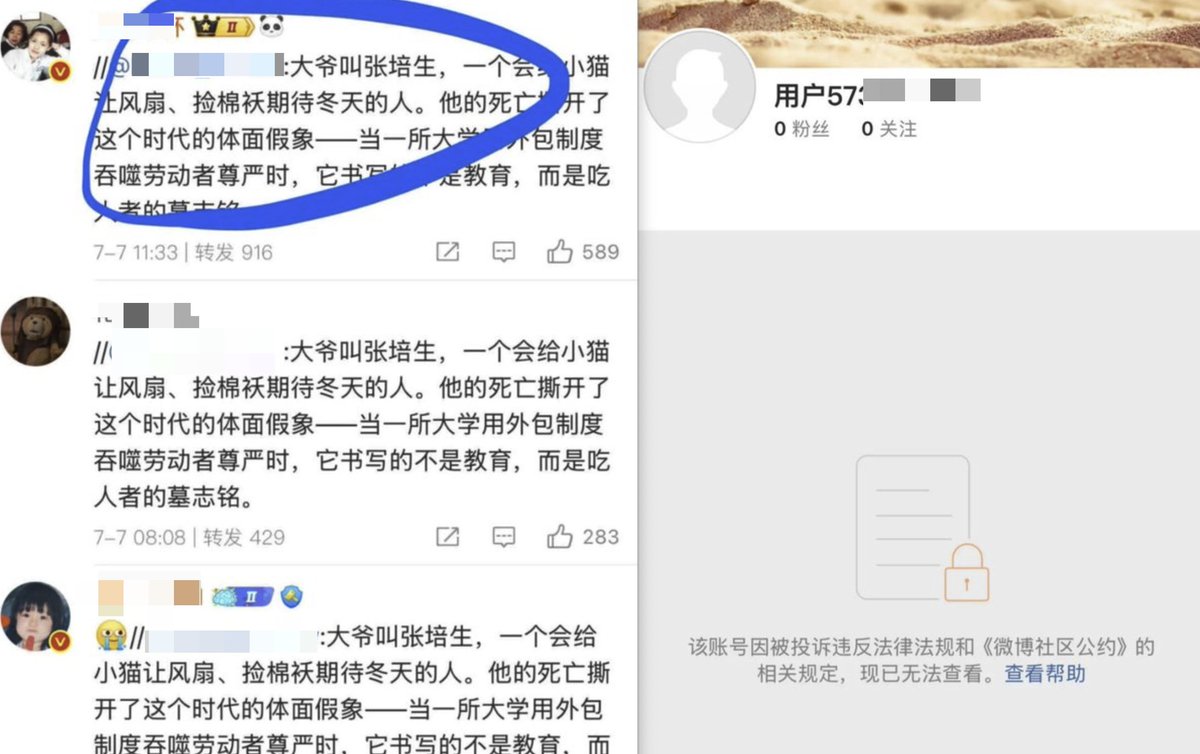 杯 II
//@:大爷叫张培生，一个会给小猫
让风扇、捡棉袄期待冬天的人。他的死亡撕开了
这个时代的体面假象——当一所大学用外包制度
吞噬劳动者尊严时，它书写的不是教育，而是吃
人者的墓志铭
7-7 11:33 | 转发 916
589
//:大爷叫张培生，一个会给小猫
让风扇、捡棉袄期待冬天的人。他的死亡撕开了
这个时代的体面假象——当一所大学用外包制度
吞噬劳动者尊严时，它书写的不是教育，而是吃
人者的墓志铭。
7-7 08:08 | 转发 429
283
II
//:大爷叫张培生，一个会给
小猫让风扇、捡棉袄期待冬天的人。他的死亡撕
开了这个时代的体面假象——当一所大学用外包
制度吞噬劳动者尊严时，它书写的不是教育，而
用户573
0 粉丝 0 关注
该账号因被投诉违反法律法规和《微博社区公约》的
相关规定，现已无法查看。查看帮助